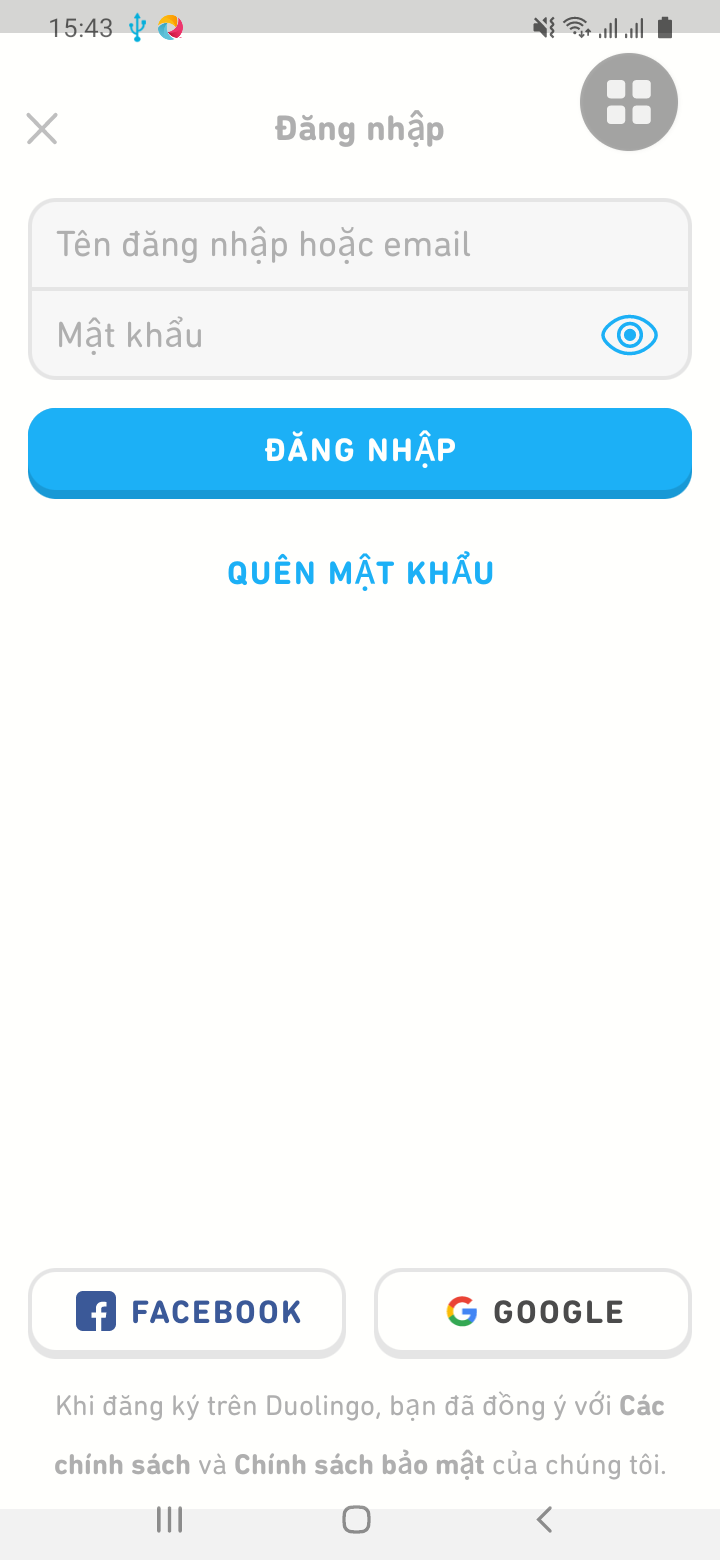 15:43
Đăng nhập
Tên đăng nhập hoặc email
Mật khẩu
ĐĂNG NHẬP
QUÊN MẬT KHẨU
FACEBOOK
GOOGLE
Khi đăng ký trên Duolingo, bạn đã đồng ý với Các
chính sách và Chính sách bảo mật của chúng tôi.